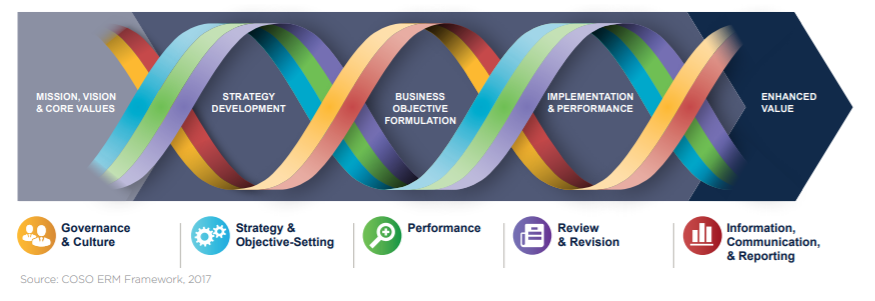 MISSION, VISION
& CORE VALUES
STRATEGY
DEVELOPMENT
BUSINESS
OBJECTIVE
FORMULATION
IMPLEMENTATION
& PERFORMANCE
ENHANCED
VALUE
Governance
& Culture
Strategy &
Objective-Setting
Performance
Review
& Revision
Information,
Communication,
& Reporting
Source: COSO ERM Framework, 2017